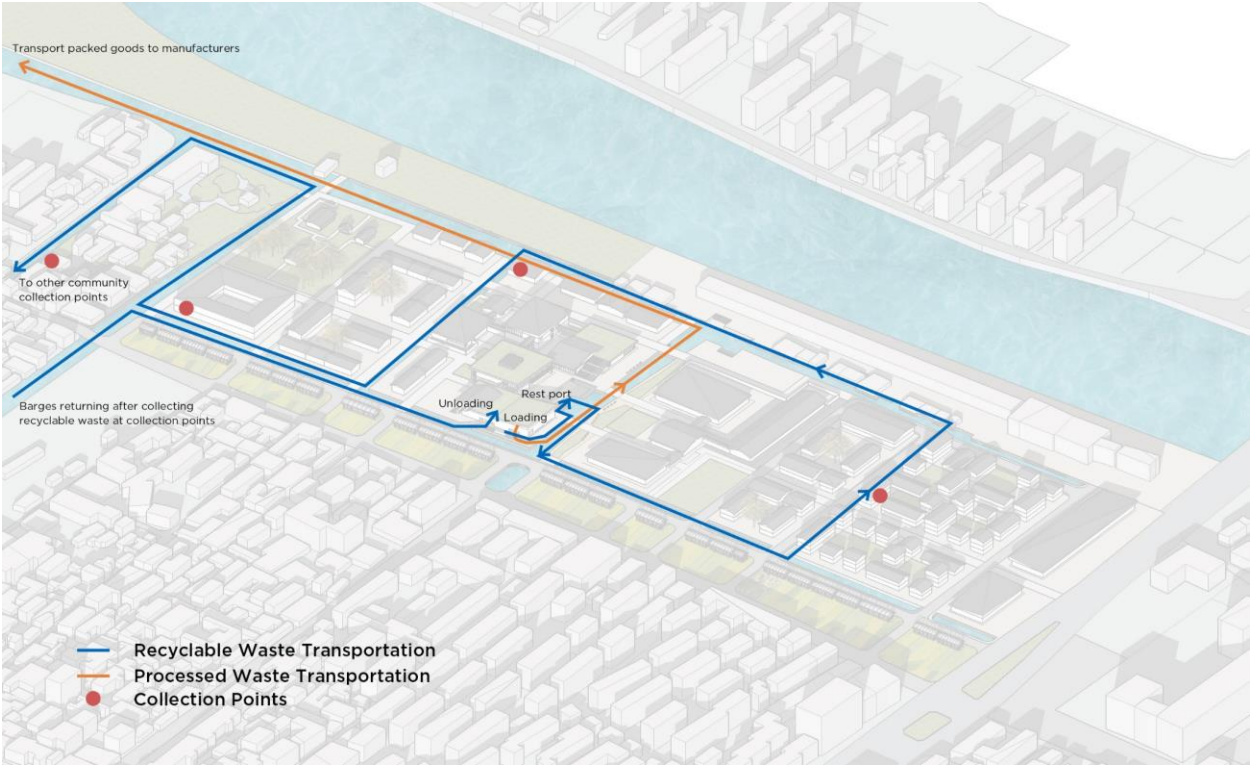 Transport packed goods to manufacturers
To other community
collection points
Barges returning after collecting
recyclable waste at collection points
Unloading
Rest port
Loading
Recyclable Waste Transportation
Processed Waste Transportation
Collection Points